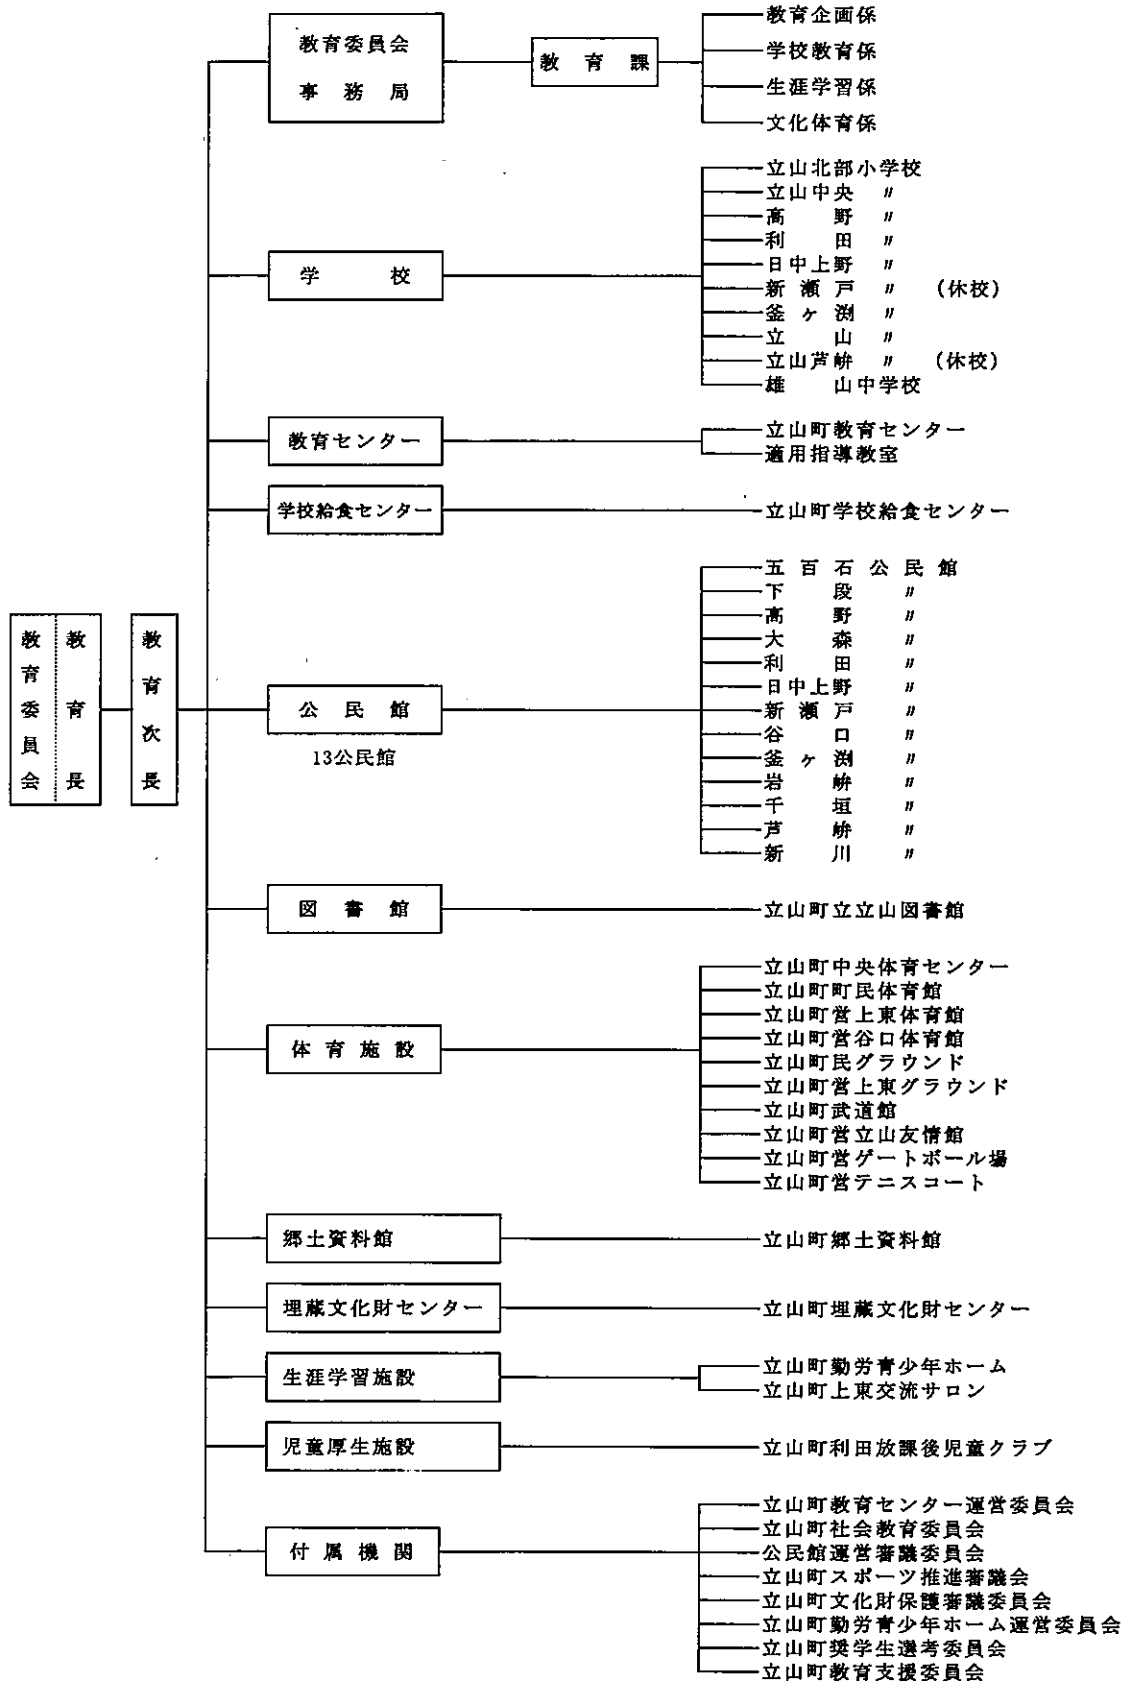 教育委員会
教育長
教育次長
教育委員会
事務局
教育課
教育企画係
学校教育係
生涯学習係
文化体育係
学校
立山北部小学校
立山中央 〃
高野 〃
利田 〃
日中上野 〃
新瀬戸 〃 (休校)
釜ヶ渕 〃
立山 〃
立山芦峅 〃 (休校)
雄山中学校
教育センター
立山町教育センター
適用指導教室
学校給食センター
立山町学校給食センター
公民館
13公民館
五百石公民館
下段 〃
高野 〃
大森 〃
利田 〃
日中上野 〃
新瀬戸 〃
谷口 〃
釜ヶ渕 〃
岩峅 〃
千垣 〃
芦峅 〃
新川 〃
図書館
立山町立立山図書館
体育施設
立山町中央体育センター
立山町町民体育館
立山町営上東体育館
立山町営谷口体育館
立山町民グラウンド
立山町営上東グラウンド
立山町武道館
立山町営立山友情館
立山町営ゲートボール場
立山町営テニスコート
郷土資料館
立山町郷土資料館
埋蔵文化財センター
立山町埋蔵文化財センター
生涯学習施設
立山町勤労青少年ホーム
立山町上東交流サロン
児童厚生施設
立山町利田放課後児童クラブ
付属機関
立山町教育センター運営委員会
立山町社会教育委員会
公民館運営審議委員会
立山町スポーツ推進審議会
立山町文化財保護審議委員会
立山町勤労青少年ホーム運営委員会
立山町奨学生選考委員会
立山町教育支援委員会